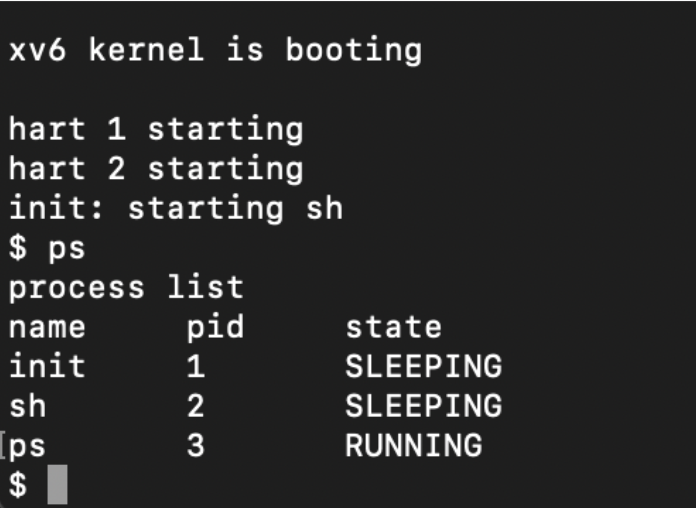 xv6 kernel is booting
hart 1 starting
hart 2 starting
init: starting sh
$ ps
process list
name pid state
init 1 SLEEPING
sh 2 SLEEPING
ps 3 RUNNING
$